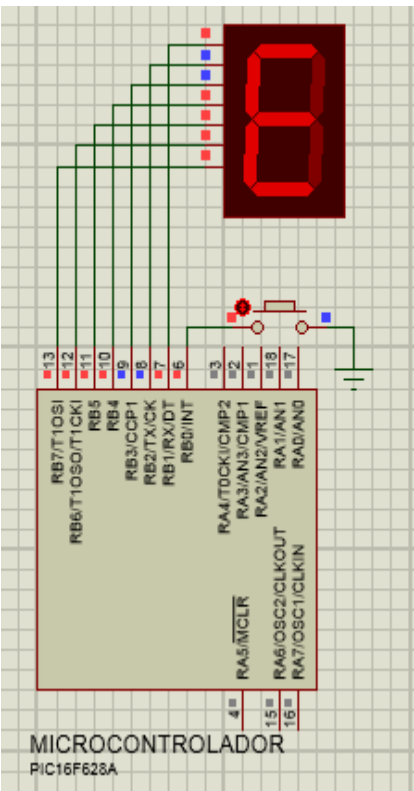 E
13
12
11
10
9
8
7
6
3
2
1
18
17
RB7/T1OSI
RB6/T1OSO/T1CKI
RB5
RB4
RB3/CCP1
RB2/TX/CK
RB1/RX/DT
RB0/INT
RA4/T0CKI/CMP2
RA3/AN3/CMP1
RA2/AN2/VREF
RA1/AN1
RA0/AN0
RA5/MCLR
RA6/OSC2/CLKOUT
RA7/OSC1/CLKIN
4
15
16
MICROCONTROLADOR
PIC16F628A